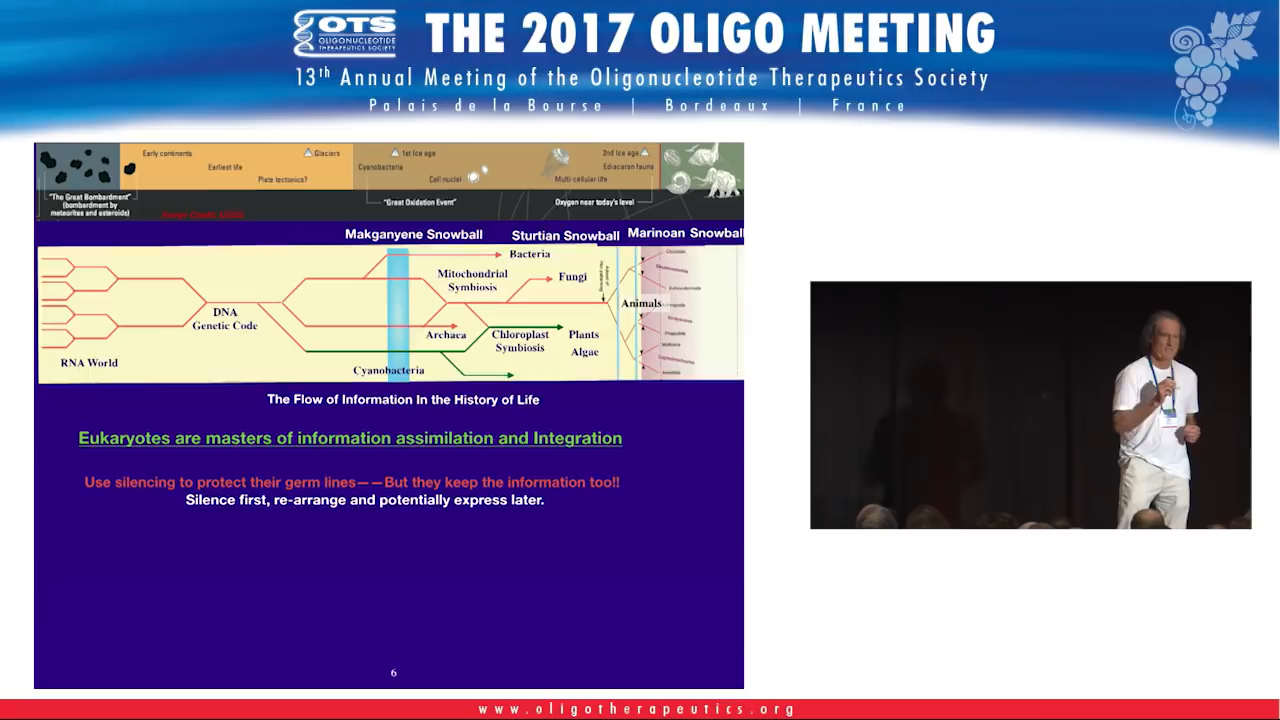 OTS
OLIGONUCLEOTIDE
THERAPEUTICS SOCIETY
THE 2017 OLIGO MEETING
13th Annual Meeting of the Oligonucleotide Therapeutics Society
Palais de la Bourse | Bordeaux | France
Early continents
Glaciers
1st Ice age
2nd Ice age
Earliest life
Cyanobacteria
Ediacaran fauna
Plate tectonics?
Cell nuclei
Multi-cellular life
"The Great Bombardment"
(bombardment by
meteorites and asteroids)
"Great Oxidation Event"
Oxygen near today's level
Makganyene Snowball
Sturtian Snowball
Marinoan Snowball
Bacteria
Mitochondrial
Symbiosis
Fungi
DNA
Genetic Code
Animals
Archaea
Chloroplast
Symbiosis
Plants
Algae
RNA World
Cyanobacteria
The Flow of Information In the History of Life
Eukaryotes are masters of information assimilation and Integration
Use silencing to protect their germ lines——But they keep the information too!!
Silence first, re-arrange and potentially express later.
6
www.oligotherapeutics.org